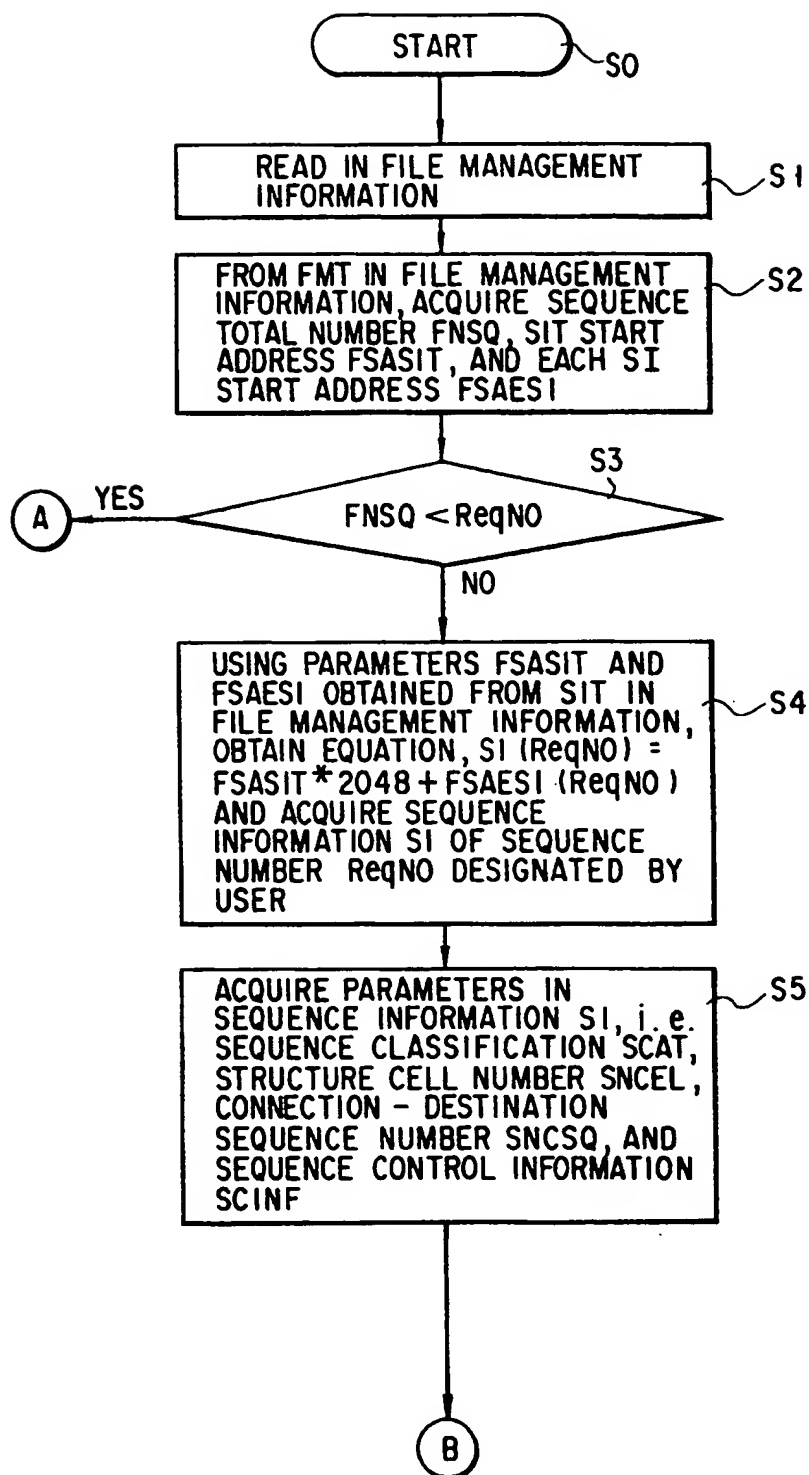 START
S0
READ IN FILE MANAGEMENT
INFORMATION
S1
FROM FMT IN FILE MANAGEMENT
INFORMATION, ACQUIRE SEQUENCE
TOTAL NUMBER FNSQ, SIT START
ADDRESS FSASIT, AND EACH SI
START ADDRESS FSAESI
S2
S3
FNSQ < ReqNO
YES
A
NO
USING PARAMETERS FSASIT AND
FSAESI OBTAINED FROM SIT IN
FILE MANAGEMENT INFORMATION,
OBTAIN EQUATION, SI (ReqNO) =
FSASIT*2048+FSAESI (ReqNO)
AND ACQUIRE SEQUENCE
INFORMATION SI OF SEQUENCE
NUMBER ReqNO DESIGNATED BY
USER
S4
ACQUIRE PARAMETERS IN
SEQUENCE INFORMATION SI, i.e.
SEQUENCE CLASSIFICATION SCAT,
STRUCTURE CELL NUMBER SNCEL,
CONNECTION - DESTINATION
SEQUENCE NUMBER SNCSQ, AND
SEQUENCE CONTROL INFORMATION
SCINF
S5
B